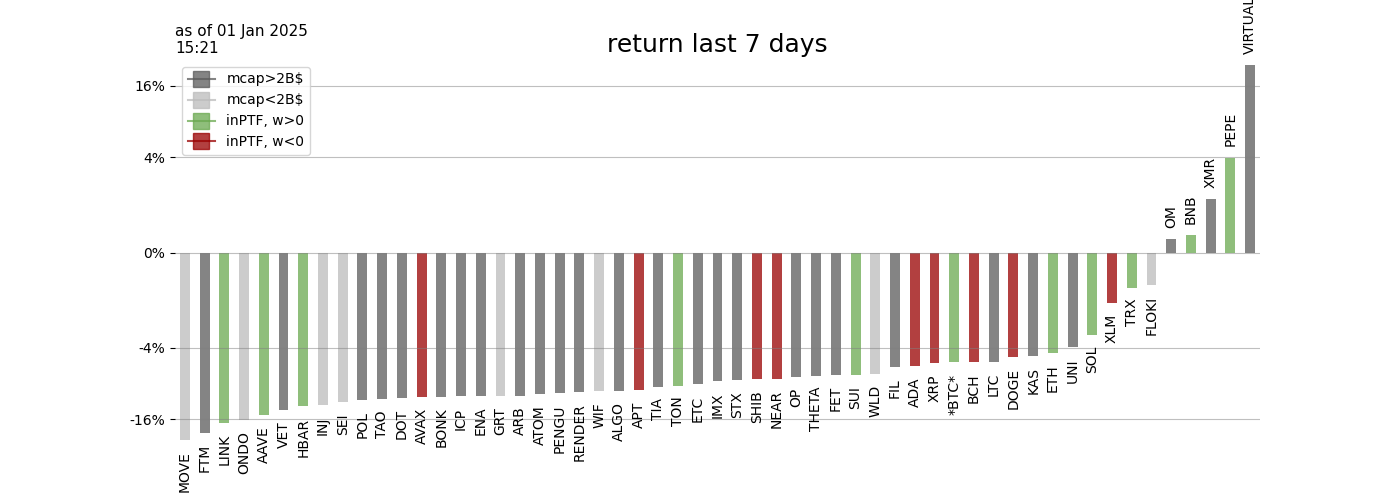 as of 01 Jan 2025
15:21
return last 7 days
mcap>2B$
mcap<2B$
inPTF, w>0
inPTF, w<0
16%
4%
0%
-4%
-16%
MOVE
FTM
LINK
ONDO
AAVE
VET
HBAR
INJ
SEI
POL
TAO
DOT
AVAX
BONK
ICP
ENA
GRT
ARB
ATOM
PENGU
RENDER
WIF
ALGO
APT
TIA
TON
ETC
IMX
STX
SHIB
NEAR
OP
THETA
FET
SUI
WLD
FIL
ADA
XRP
*BTC*
BCH
LTC
DOGE
KAS
ETH
UNI
SOL
XLM
TRX
FLOKI
OM
BNB
XMR
PEPE
VIRTUAL